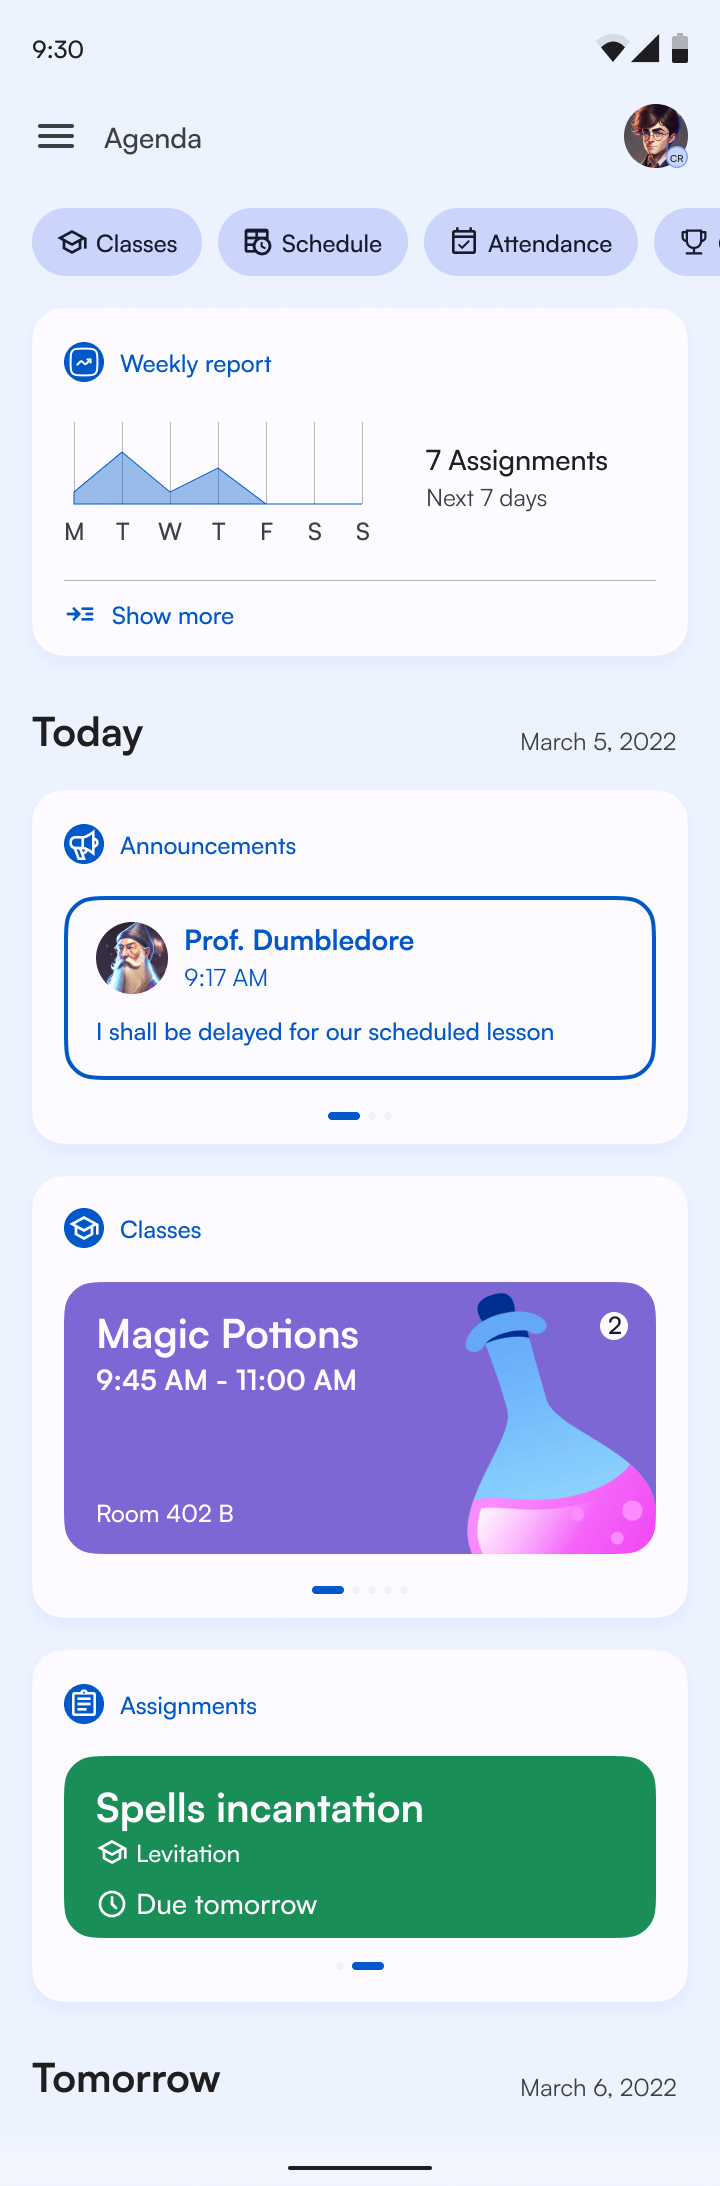 9:30
Agenda
CR
Classes
Schedule
Attendance
Weekly report
7 Assignments
Next 7 days
M T W T F S S
Show more
Today
March 5, 2022
Announcements
Prof. Dumbledore
9:17 AM
I shall be delayed for our scheduled lesson
Classes
Magic Potions
2
9:45 AM - 11:00 AM
Room 402 B
Assignments
Spells incantation
Levitation
Due tomorrow
Tomorrow
March 6, 2022